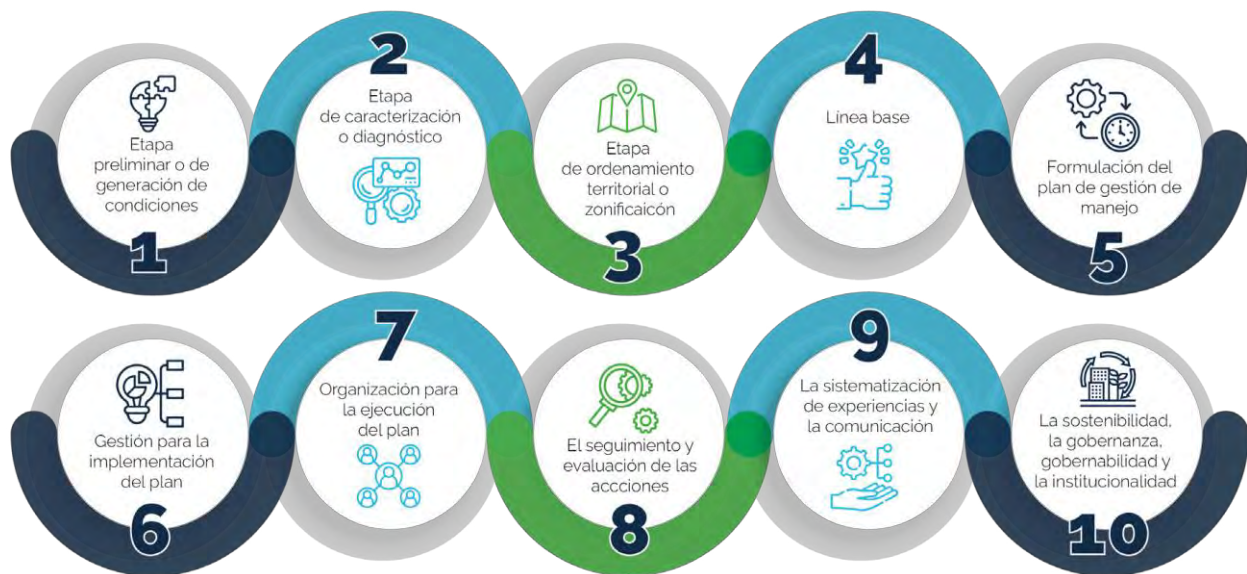 1
Etapa
preliminar o de
generación de
condiciones
2
Etapa
de caracterización
o diagnóstico
3
Etapa
de ordenamiento
territorial o
zonificaicón
4
Línea base
5
Formulación del
plan de gestión de
manejo
6
Gestión para la
implementación
del plan
7
Organización para
la ejecución
del plan
8
El seguimiento y
evaluación de las
accciones
9
La sistematización
de experiencias y
la comunicación
10
La sostenibilidad,
la gobernanza,
gobernabilidad y
la institucionalidad